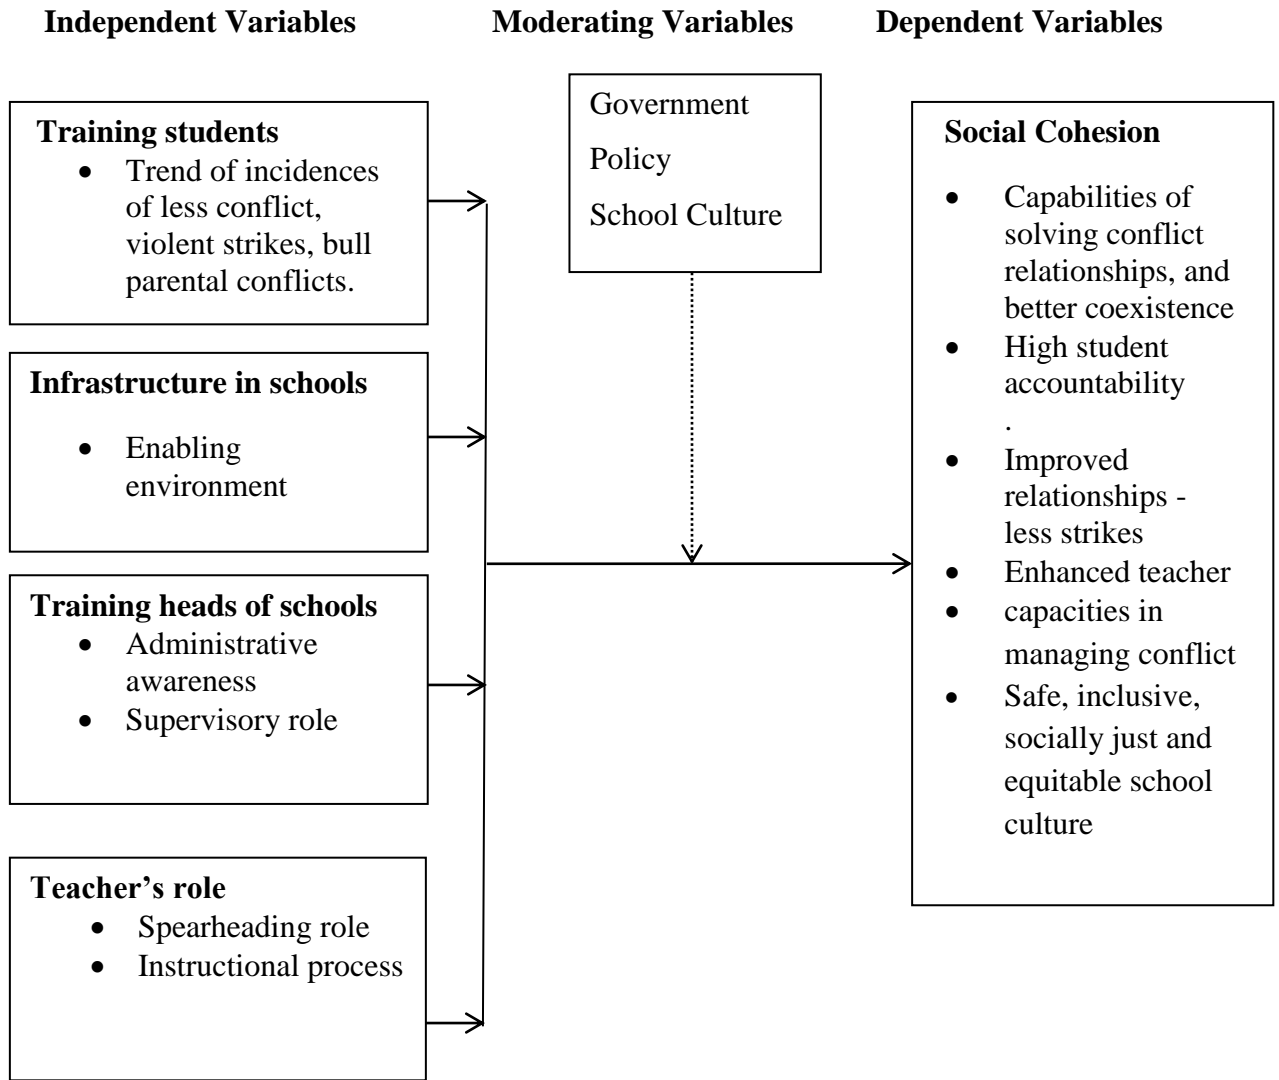 Independent Variables
Moderating Variables
Dependent Variables
Training students
• Trend of incidences
of less conflict,
violent strikes, bull
parental conflicts.
Infrastructure in schools
• Enabling
environment
Training heads of schools
• Administrative
awareness
• Supervisory role
Teacher’s role
• Spearheading role
• Instructional process
Government
Policy
School Culture
Social Cohesion
• Capabilities of
solving conflict
relationships, and
better coexistence
• High student
accountability
.
• Improved
relationships -
less strikes
• Enhanced teacher
• capacities in
managing conflict
• Safe, inclusive,
socially just and
equitable school
culture